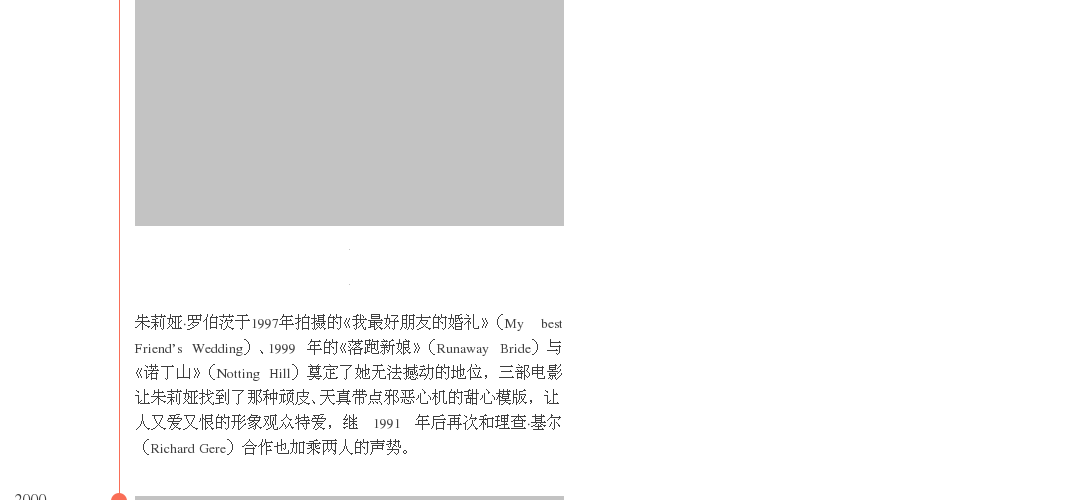 朱莉娅·罗伯茨于1997年拍摄的《我最好朋友的婚礼》（My best
Friend’s Wedding）、1999 年的《落跑新娘》（Runaway Bride）与
《诺丁山》（Notting Hill）奠定了她无法撼动的地位，三部电影
让朱莉娅找到了那种顽皮、天真带点邪恶心机的甜心模版，让
人又爱又恨的形象观众特爱，继 1991 年后再次和理查·基尔
（Richard Gere）合作也加乘两人的声势。
2000